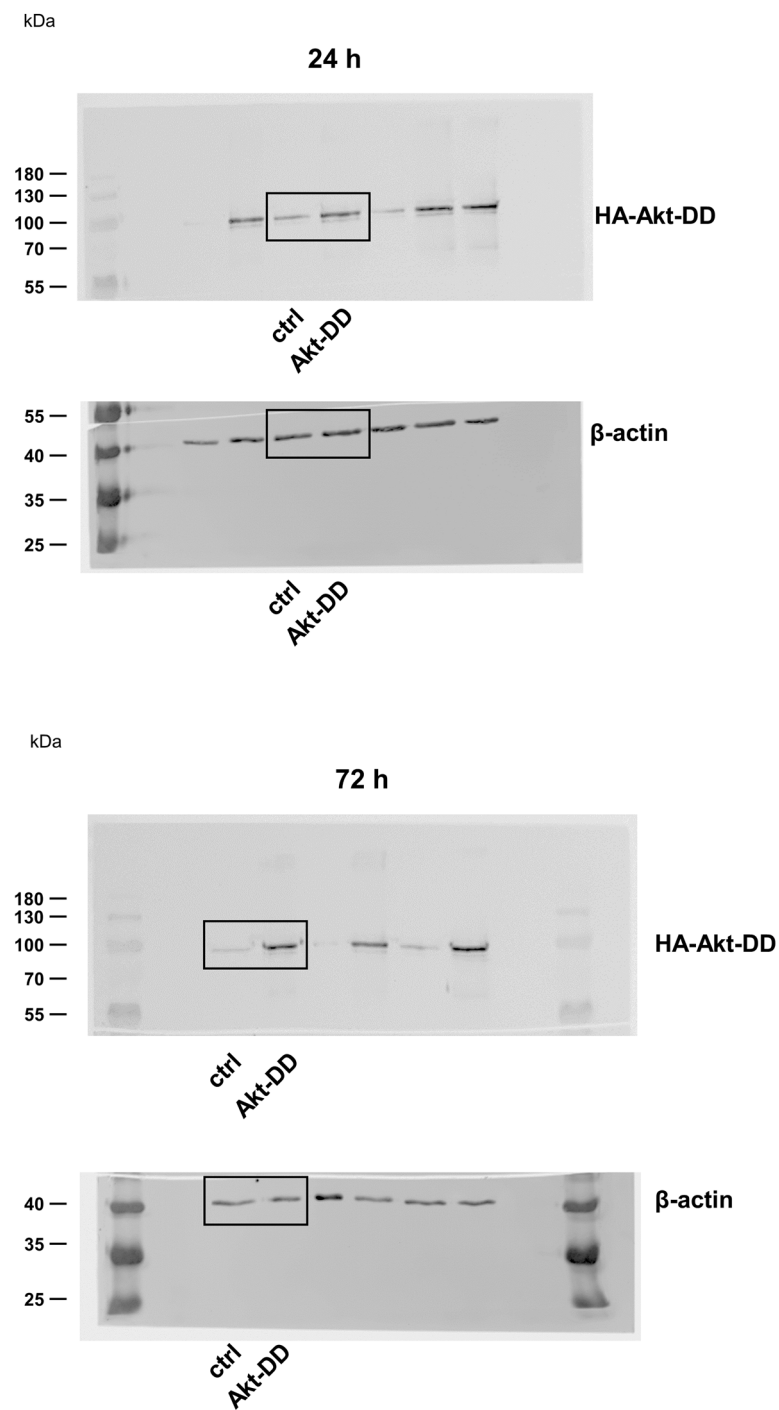 kDa
24 h
180
130
100
70
55
HA-Akt-DD
ctrl
Akt-DD
55
40
35
25
β-actin
ctrl
Akt-DD
kDa
72 h
180
130
100
70
55
HA-Akt-DD
ctrl
Akt-DD
40
35
25
β-actin
ctrl
Akt-DD